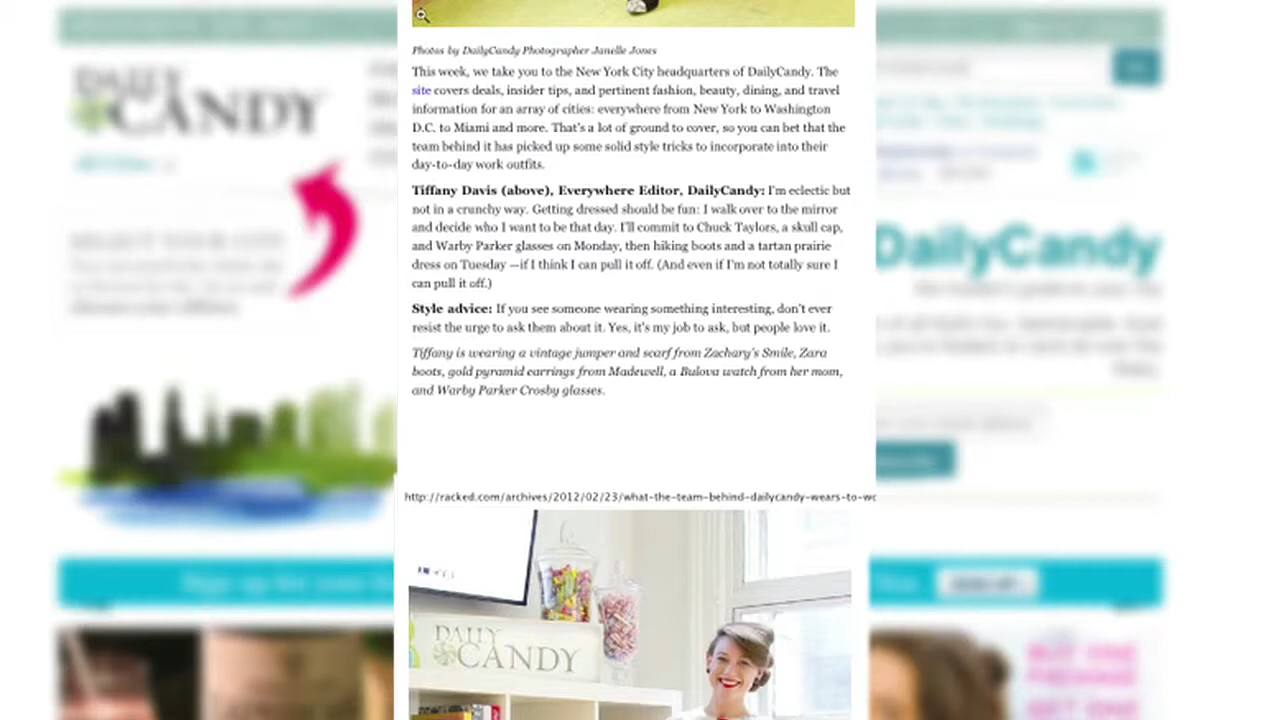 Photos by DailyCandy Photographer Janelle Jones
This week, we take you to the New York City headquarters of DailyCandy. The
site covers deals, insider tips, and pertinent fashion, beauty, dining, and travel
information for an array of cities: everywhere from New York to Washington
D.C. to Miami and more. That's a lot of ground to cover, so you can bet that the
team behind it has picked up some solid style tricks to incorporate into their
day-to-day work outfits.
Tiffany Davis (above), Everywhere Editor, DailyCandy: I'm eclectic but
not in a crunchy way. Getting dressed should be fun: I walk over to the mirror
and decide who I want to be that day. I'll commit to Chuck Taylors, a skull cap,
and Warby Parker glasses on Monday, then hiking boots and a tartan prairie
dress on Tuesday —if I think I can pull it off. (And even if I'm not totally sure I
can pull it off.)
Style advice: If you see someone wearing something interesting, don't ever
resist the urge to ask them about it. Yes, it's my job to ask, but people love it.
Tiffany is wearing a vintage jumper and scarf from Zachary's Smile, Zara
boots, gold pyramid earrings from Madewell, a Bulova watch from her mom,
and Warby Parker Crosby glasses.
http://racked.com/archives/2012/02/23/what-the-team-behind-dailycandy-wears-to-wo
DAILY
CANDY
DAILY
CANDY
SELECT YOUR CITY
DailyCandy
Sign up for your